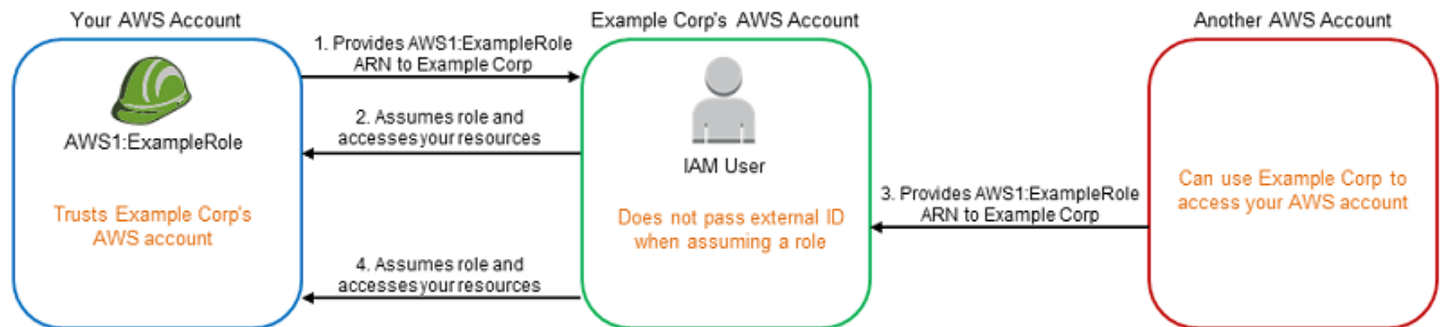 Your AWS Account
Example Corp's AWS Account
Another AWS Account
1. Provides AWS1:ExampleRole
ARN to Example Corp
2. Assumes role and
accesses your resources
AWS1:ExampleRole
IAM User
Trusts Example Corp's
AWS account
Does not pass external ID
when assuming a role
3. Provides AWS1:ExampleRole
ARN to Example Corp
Can use Example Corp to
access your AWS account
4. Assumes role and
accesses your resources